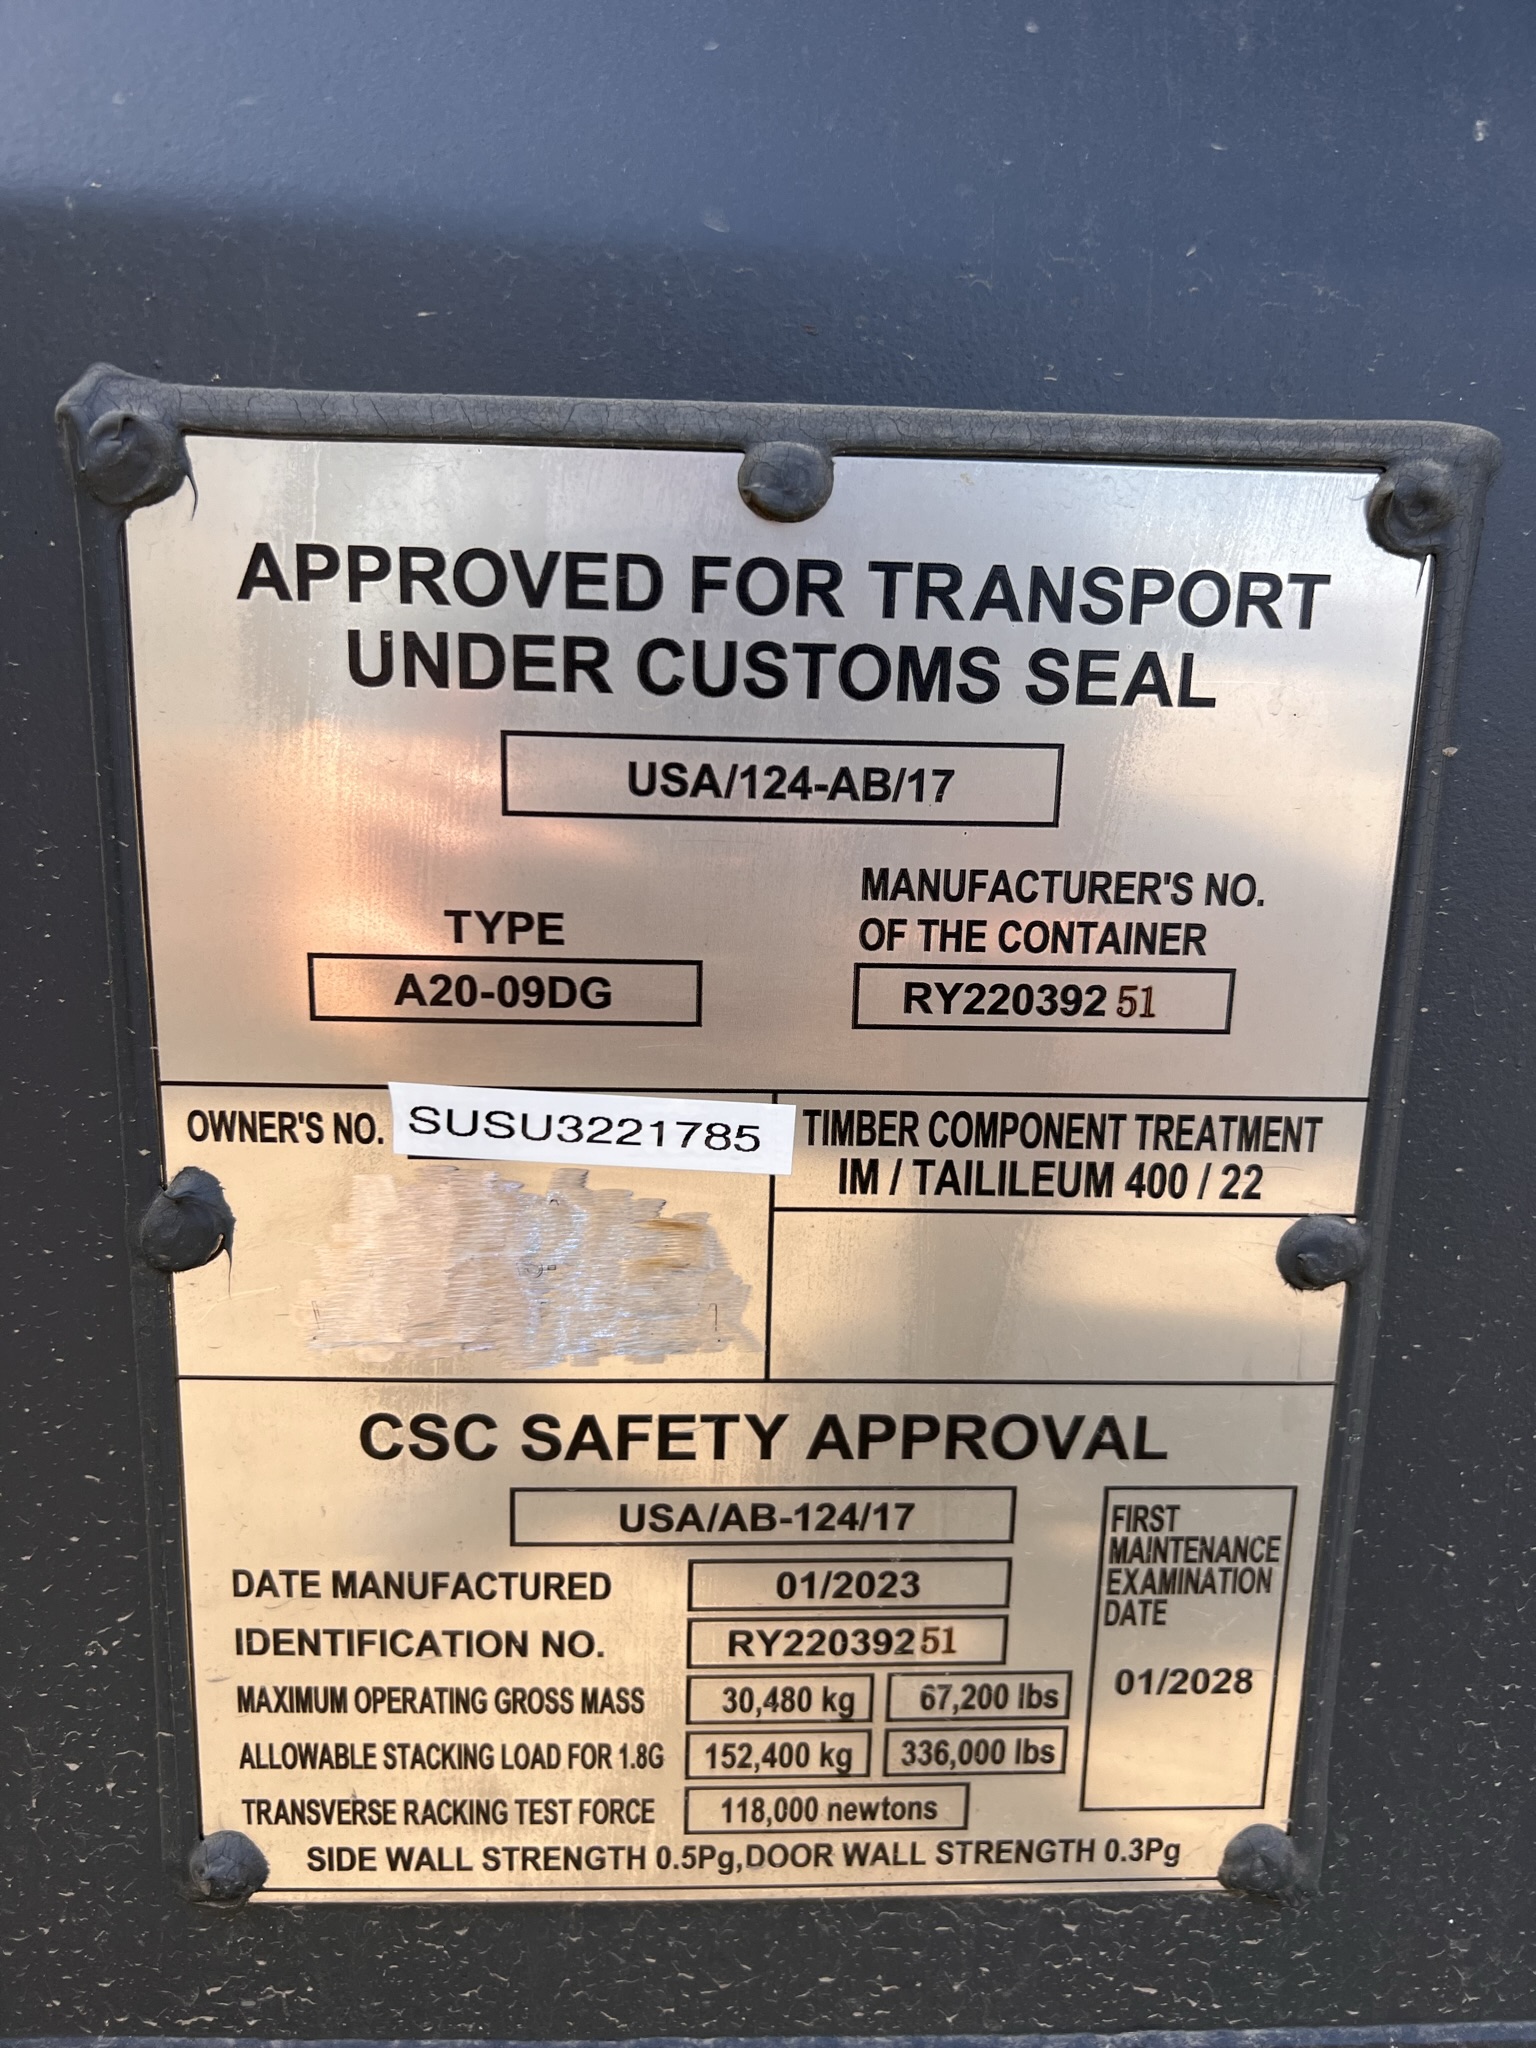 APPROVED FOR TRANSPORT
UNDER CUSTOMS SEAL
USA/124-AB/17
TYPE
A20-09DG
MANUFACTURER'S NO.
OF THE CONTAINER
RY22039251
OWNER'S NO. SUSU3221785
TIMBER COMPONENT TREATMENT
IM / TAILILEUM 400 / 22
CSC SAFETY APPROVAL
USA/AB-124/17
DATE MANUFACTURED 01/2023
IDENTIFICATION NO. RY22039251
MAXIMUM OPERATING GROSS MASS 30,480 kg 67,200 lbs
ALLOWABLE STACKING LOAD FOR 1.8G 152,400 kg 336,000 lbs
TRANSVERSE RACKING TEST FORCE 118,000 newtons
SIDE WALL STRENGTH 0.5Pg,DOOR WALL STRENGTH 0.3Pg
FIRST
MAINTENANCE
EXAMINATION
DATE
01/2028